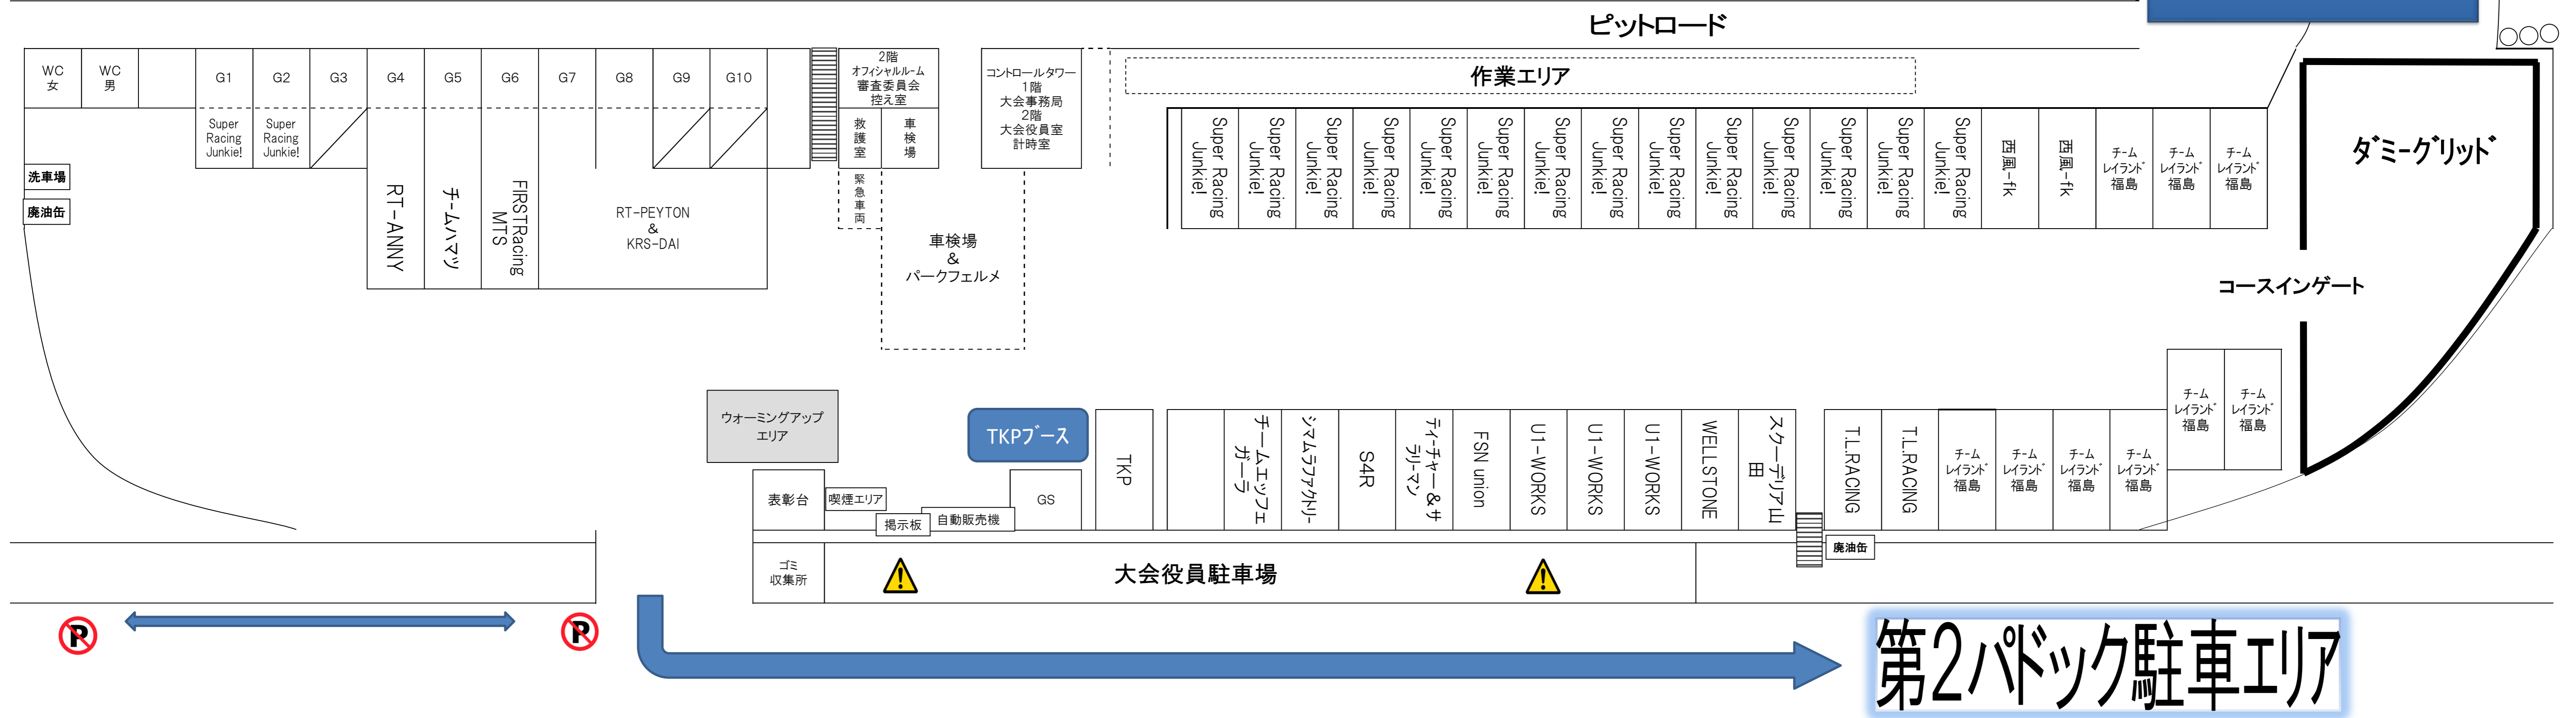 ピットロード
WC
女
WC
男
G1
G2
G3
G4
G5
G6
G7
G8
G9
G10
2階
オフィシャルルーム
審査委員会
控え室
コントロールタワー
1階
大会事務局
2階
大会役員室
計時室
作業エリア
Super
Racing
Junkie!
Super
Racing
Junkie!
救護室
車検場
緊急車両
洗車場
廃油缶
RT-ANNY
チームハマツ
FIRSTRacing
MTS
RT-PEYTON
&
KRS-DAI
車検場
&
パークフェルメ
Super Racing
Junkie!
Super Racing
Junkie!
Super Racing
Junkie!
Super Racing
Junkie!
Super Racing
Junkie!
Super Racing
Junkie!
Super Racing
Junkie!
Super Racing
Junkie!
Super Racing
Junkie!
Super Racing
Junkie!
Super Racing
Junkie!
Super Racing
Junkie!
Super Racing
Junkie!
Super Racing
Junkie!
西風-fk
西風-fk
チーム
レイランド
福島
チーム
レイランド
福島
チーム
レイランド
福島
ダミーグリッド
コースインゲート
ウォーミングアップ
エリア
TKPブース
TKP
チームエッフェ
ガーラ
シマムラファクトリー
S4R
ティーチャー&サ
ラリーマン
FSN union
U1-WORKS
U1-WORKS
U1-WORKS
WELLSTONE
スクーデリア山
田
T.L.RACING
T.L.RACING
チーム
レイランド
福島
チーム
レイランド
福島
チーム
レイランド
福島
チーム
レイランド
福島
チーム
レイランド
福島
チーム
レイランド
福島
表彰台
喫煙エリア
掲示板
自動販売機
GS
ゴミ
収集所
大会役員駐車場
廃油缶
P
P
第2パドック駐車エリア